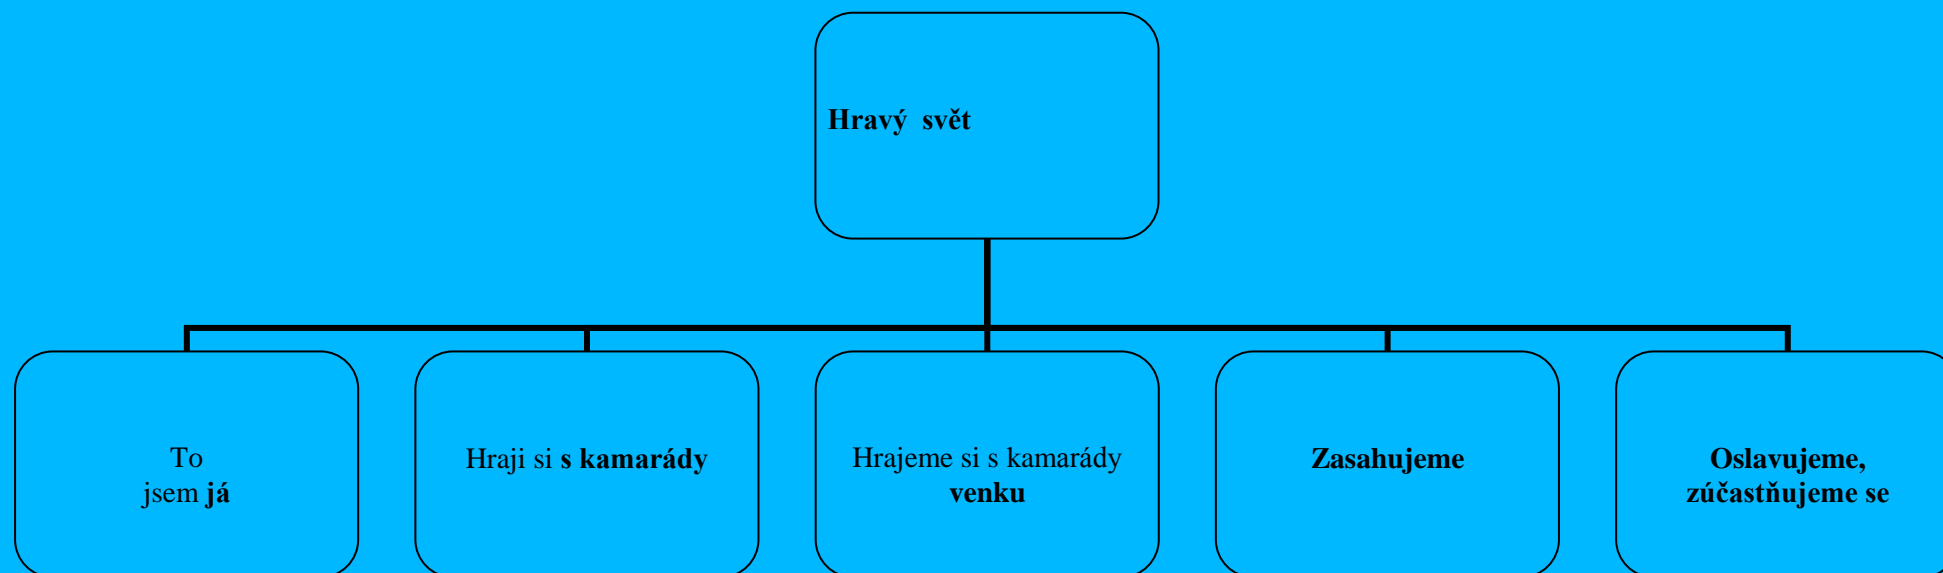 Hravý  svět
To
jsem já
Hraji si s kamarády
Hrajeme si s kamarády
venku
Zasahujeme
Oslavujeme,
zúčastňujeme se